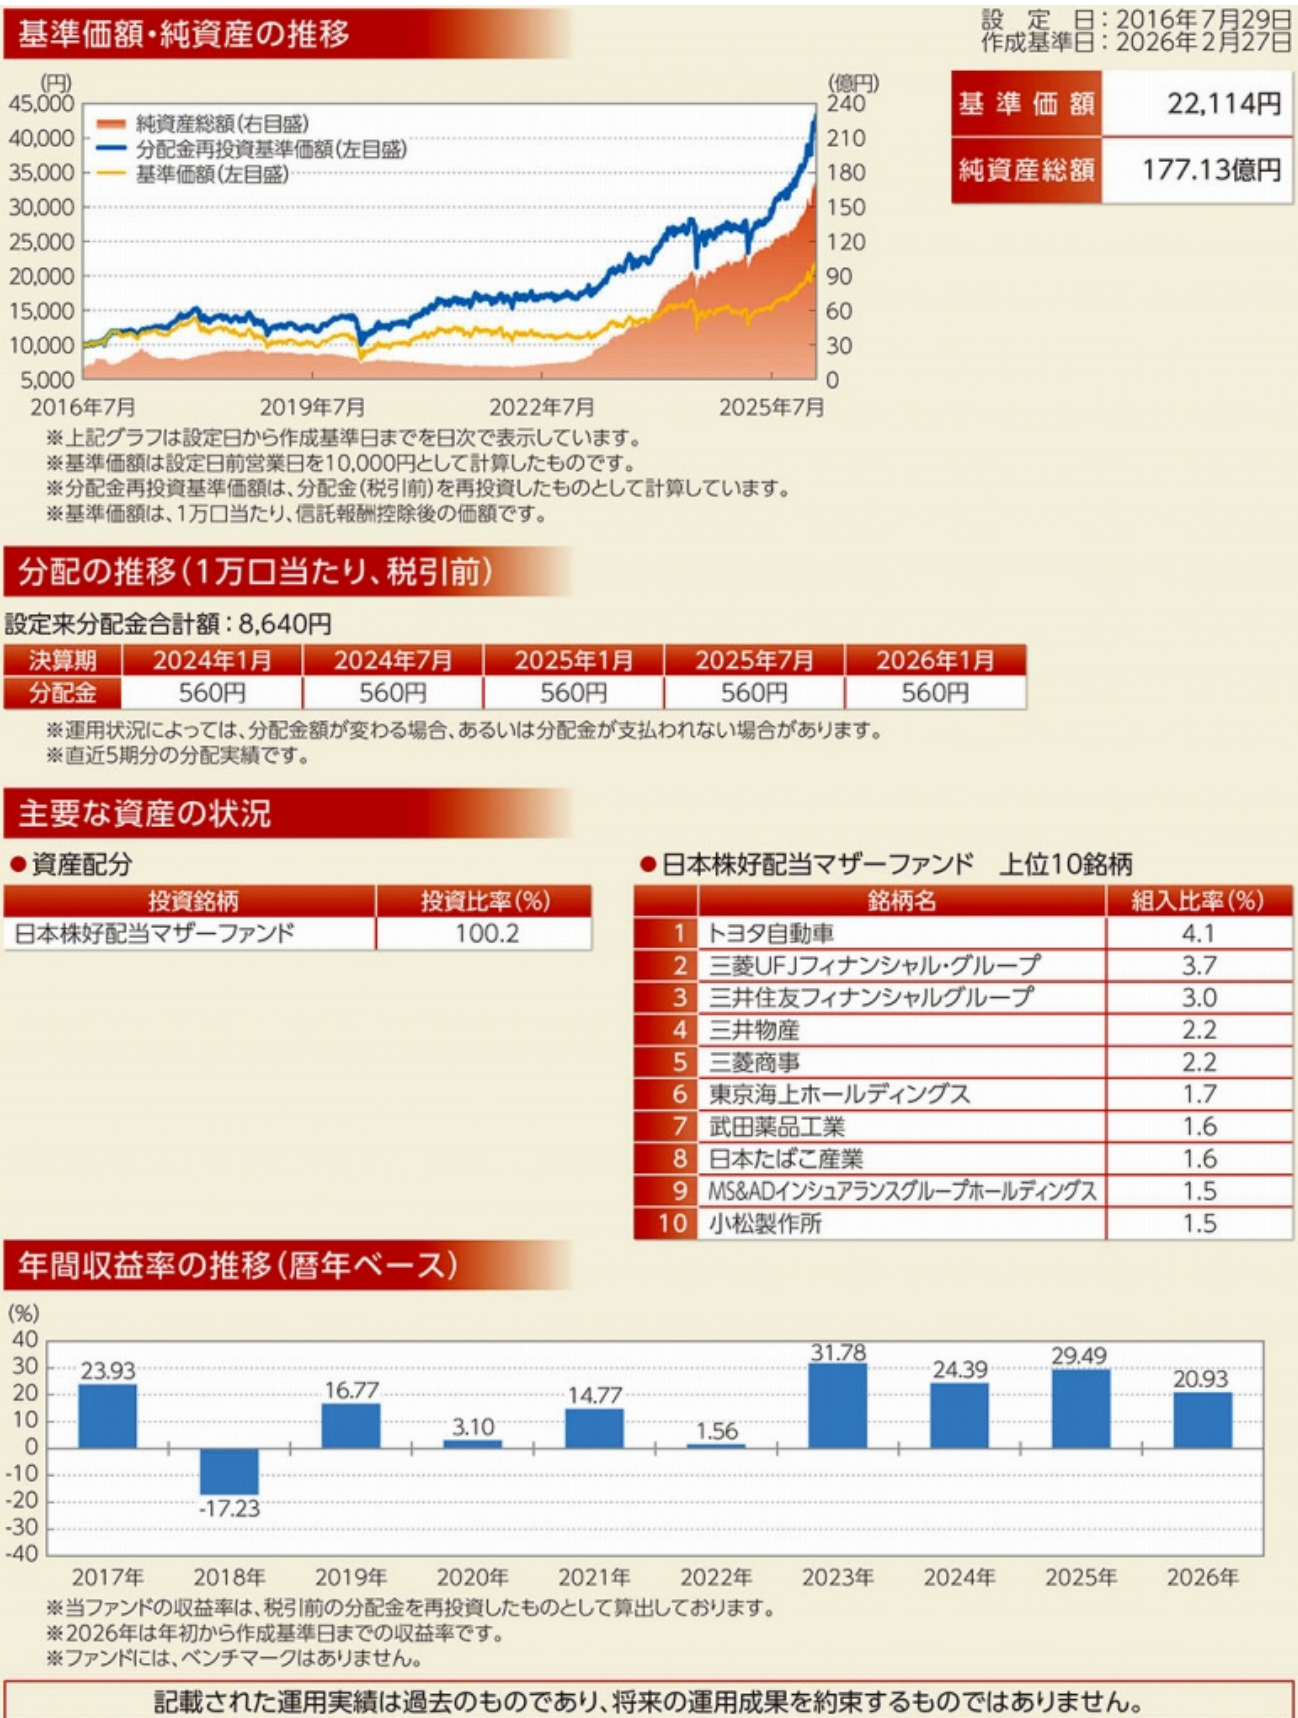 基準価額・純資産の推移
設定日：2016年7月29日
作成基準日：2026年2月27日
基準価額 22,114円
純資産総額 177.13億円
(円) (億円)
45,000 240
40,000 210
35,000 180
30,000 150
25,000 120
20,000 90
15,000 60
10,000 30
5,000 0
純資産総額(右目盛)
分配金再投資基準価額(左目盛)
基準価額(左目盛)
2016年7月 2019年7月 2022年7月 2025年7月
※上記グラフは設定日から作成基準日までを日次で表示しています。
※基準価額は設定日前営業日を10,000円として計算したものです。
※分配金再投資基準価額は、分配金(税引前)を再投資したものとして計算しています。
※基準価額は、1万口当たり、信託報酬控除後の価額です。
分配の推移(1万口当たり、税引前)
設定来分配金合計額：8,640円
決算期 2024年1月 2024年7月 2025年1月 2025年7月 2026年1月
分配金 560円 560円 560円 560円 560円
※運用状況によっては、分配金額が変わる場合、あるいは分配金が支払われない場合があります。
※直近5期分の分配実績です。
主要な資産の状況
●資産配分
投資銘柄 投資比率(%)
日本株好配当マザーファンド 100.2
●日本株好配当マザーファンド 上位10銘柄
銘柄名 組入比率(%)
1 トヨタ自動車 4.1
2 三菱UFJフィナンシャル・グループ 3.7
3 三井住友フィナンシャルグループ 3.0
4 三井物産 2.2
5 三菱商事 2.2
6 東京海上ホールディングス 1.7
7 武田薬品工業 1.6
8 日本たばこ産業 1.6
9 MS&ADインシュアランスグループホールディングス 1.5
10 小松製作所 1.5
年間収益率の推移(暦年ベース)
(%)
40
30
20
10
0
-10
-20
-30
-40
23.93 -17.23 16.77 3.10 14.77 1.56 31.78 24.39 29.49 20.93
2017年 2018年 2019年 2020年 2021年 2022年 2023年 2024年 2025年 2026年
※当ファンドの収益率は、税引前の分配金を再投資したものとして算出しております。
※2026年は年初から作成基準日までの収益率です。
※ファンドには、ベンチマークはありません。
記載された運用実績は過去のものであり、将来の運用成果を約束するものではありません。